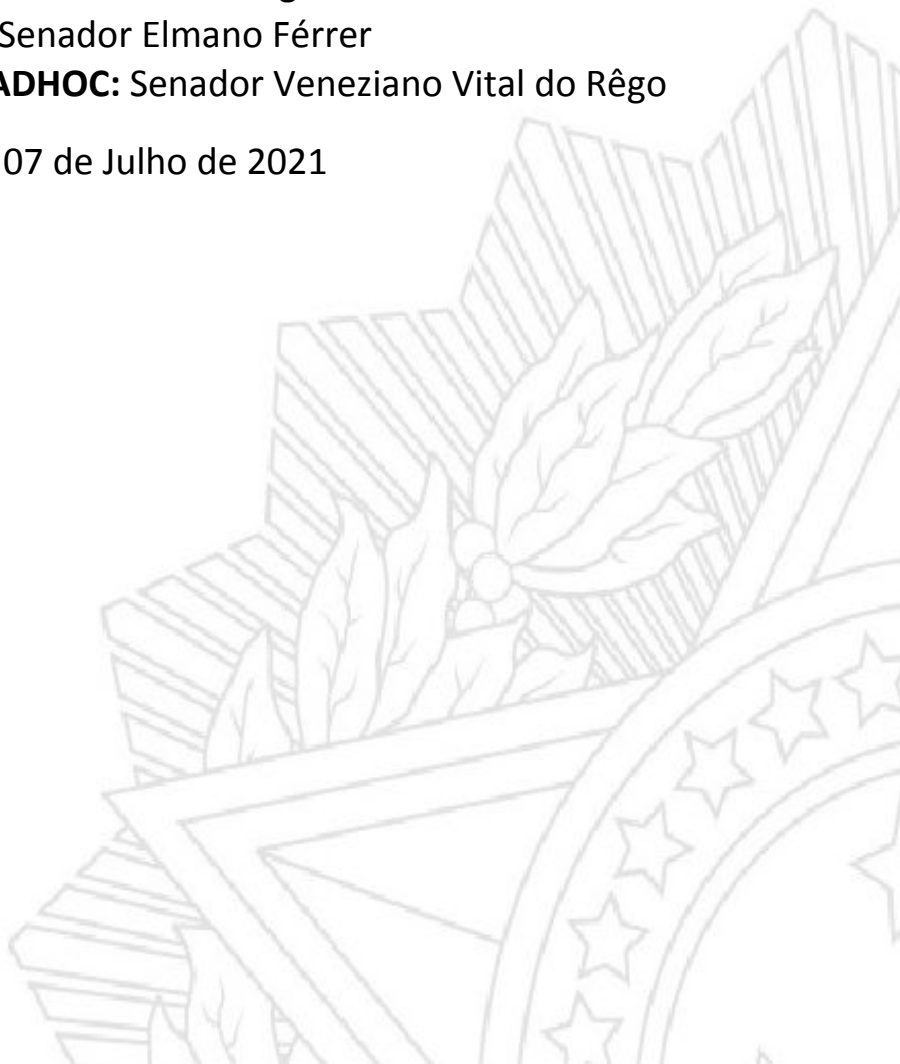 Senador Elmano Férrer
ADHOC: Senador Veneziano Vital do Rêgo
07 de Julho de 2021